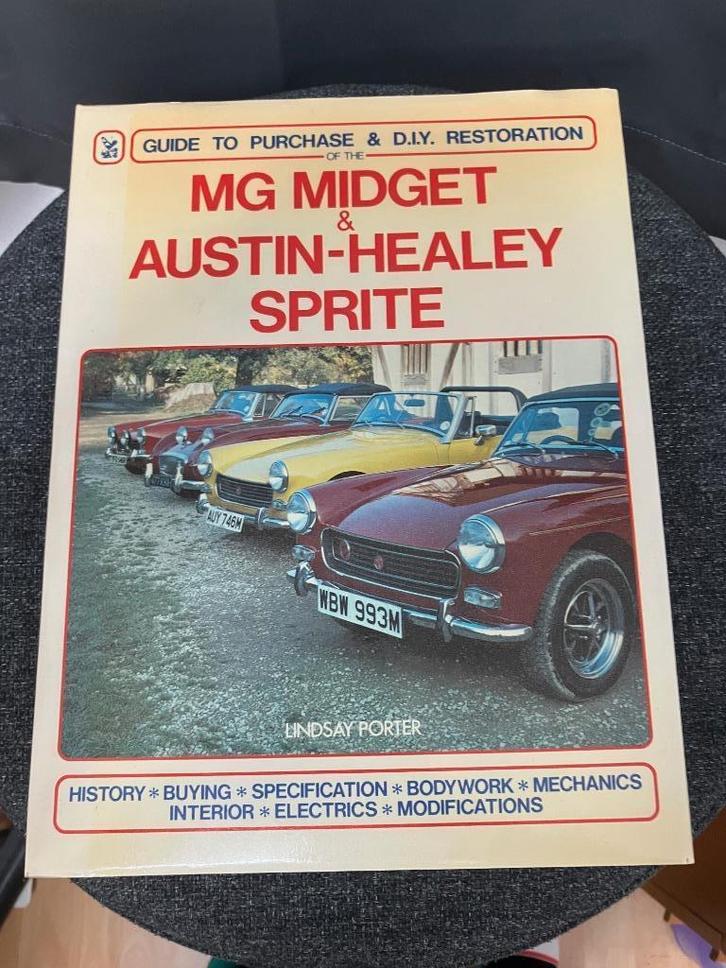 GUIDE TO PURCHASE & D.I.Y. RESTORATION
OF THE
MG MIDGET
&
AUSTIN-HEALEY
SPRITE
AUY 746M
WBW 993M
LINDSAY PORTER
HISTORY * BUYING * SPECIFICATION * BODYWORK * MECHANICS
INTERIOR * ELECTRICS * MODIFICATIONS